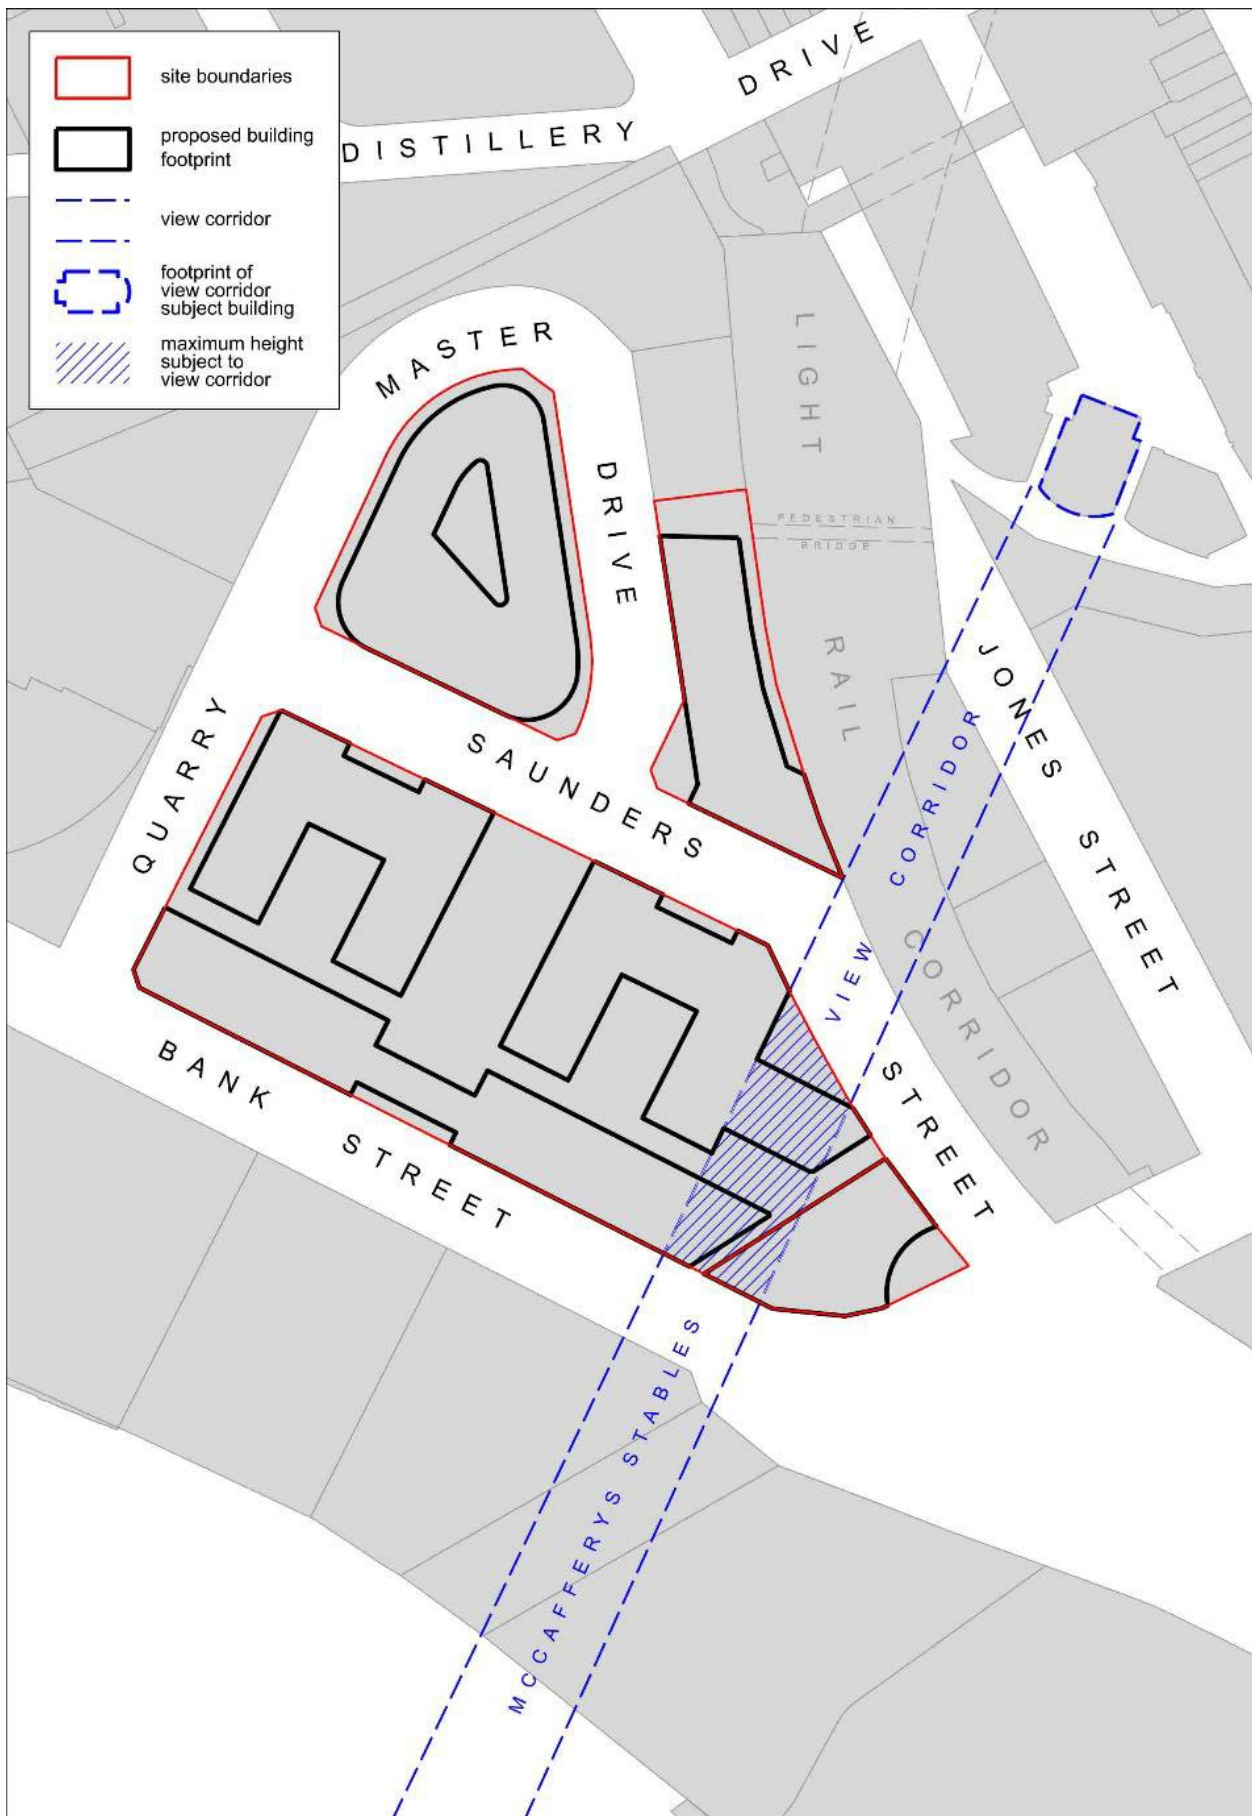 site boundaries
proposed building
footprint
view corridor
footprint of
view corridor
subject building
maximum height
subject to
view corridor
DISTILLERY DRIVE
MASTER DRIVE
LIGHT RAIL CORRIDOR
PEDESTRIAN
BRIDGE
QUARRY
SAUNDERS STREET
JONES STREET
BANK STREET
MCCAFFERYS STABLES VIEW CORRIDOR